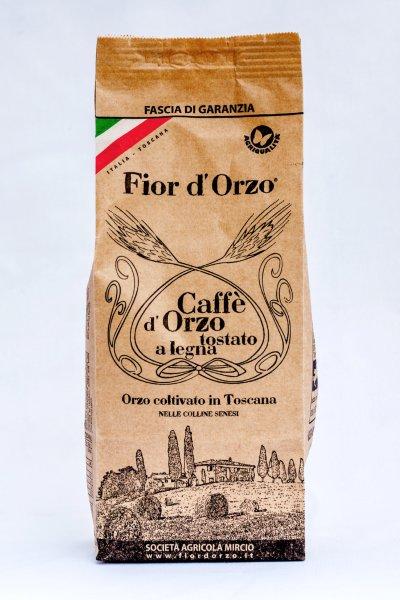 FASCIA DI GARANZIA
AGRIQUALITÀ
ITALIA - TOSCANA
Fior d'Orzo®
Caffè
d'Orzo
tostato
a legna
Orzo coltivato in Toscana
NELLE COLLINE SENESI
SOCIETÀ AGRICOLA MIRCIO
www.fiordorzo.it